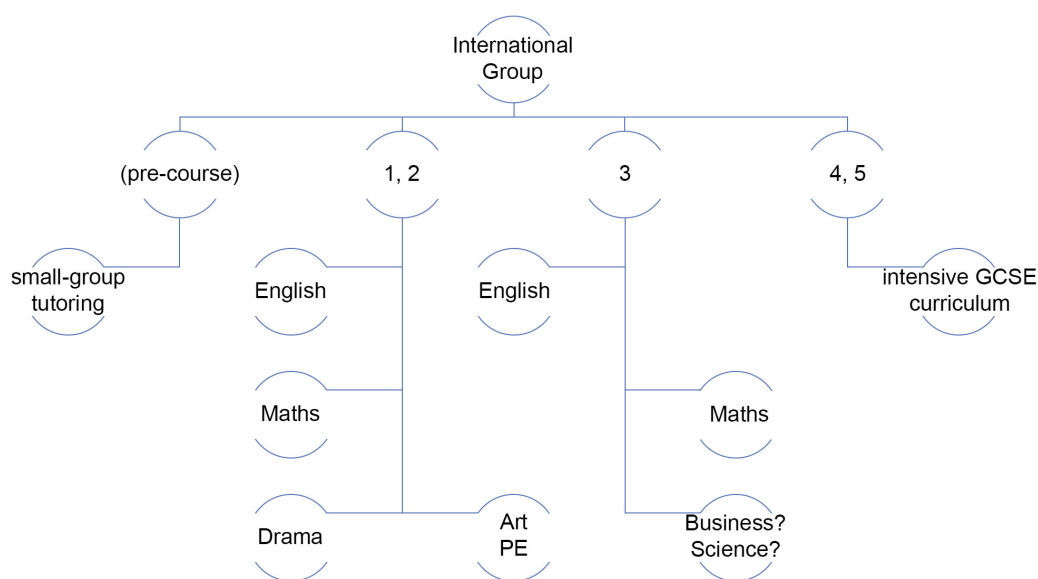 International
Group
(pre-course)
1, 2
3
4, 5
small-group
tutoring
English
English
intensive GCSE
curriculum
Maths
Maths
Drama
Art
PE
Business?
Science?